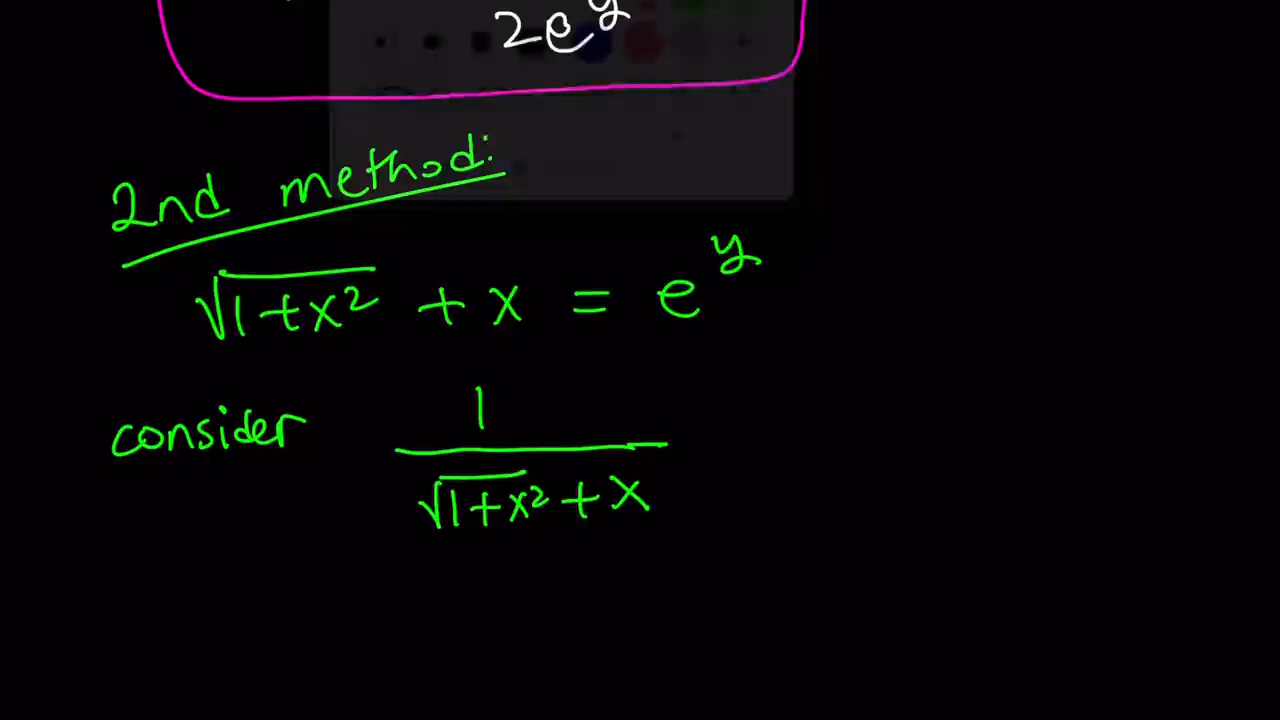 2e^y
2nd method:
√(1+x²) + x = e^y
consider 1/(√(1+x²) + x)